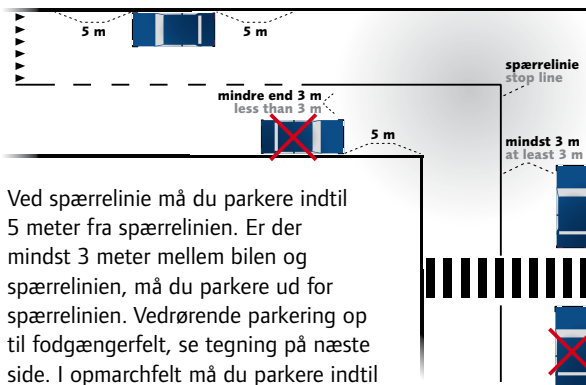 5 m
5 m
spærrelinie
stop line
mindre end 3 m
less than 3 m
5 m
mindst 3 m
at least 3 m
Ved spærrelinie må du parkere indtil
5 meter fra spærrelinien. Er der
mindst 3 meter mellem bilen og
spærrelinien, må du parkere ud for
spærrelinien. Vedrørende parkering op
til fodgængerfelt, se tegning på næste
side. I opmarchfelt må du parkere indtil